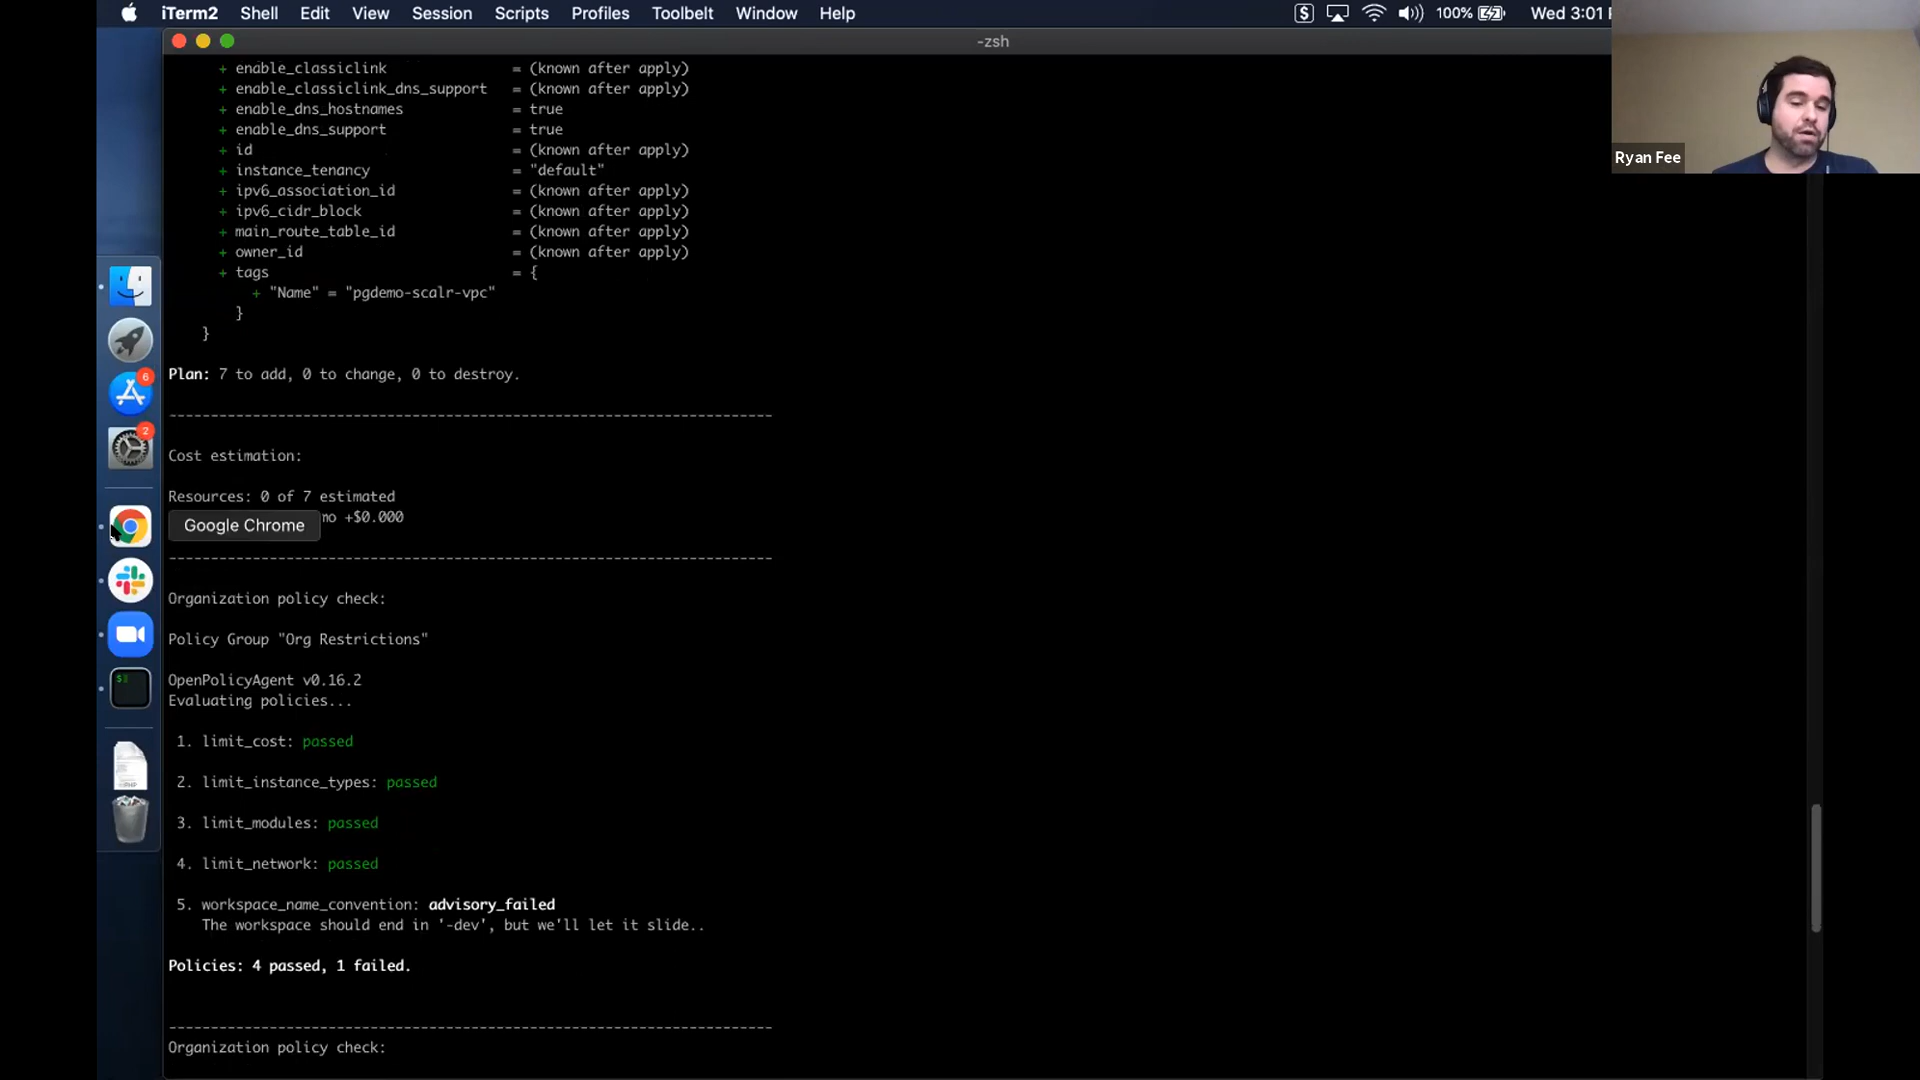 iTerm2 Shell Edit View Session Scripts Profiles Toolbelt Window Help 100% Wed 3:01
-zsh
+ enable_classiclink = (known after apply)
+ enable_classiclink_dns_support = (known after apply)
+ enable_dns_hostnames = true
+ enable_dns_support = true
+ id = (known after apply)
+ instance_tenancy = "default"
+ ipv6_association_id = (known after apply)
+ ipv6_cidr_block = (known after apply)
+ main_route_table_id = (known after apply)
+ owner_id = (known after apply)
+ tags = {
+ "Name" = "pgdemo-scalr-vpc"
}
}
Plan: 7 to add, 0 to change, 0 to destroy.
------------------------------------------------------------------------
Cost estimation:
Resources: 0 of 7 estimated
mo +$0.000
Google Chrome
------------------------------------------------------------------------
Organization policy check:
Policy Group "Org Restrictions"
OpenPolicyAgent v0.16.2
Evaluating policies...
1. limit_cost: passed
2. limit_instance_types: passed
3. limit_modules: passed
4. limit_network: passed
5. workspace_name_convention: advisory_failed
The workspace should end in '-dev', but we'll let it slide..
Policies: 4 passed, 1 failed.
------------------------------------------------------------------------
Organization policy check:
Ryan Fee
6
2